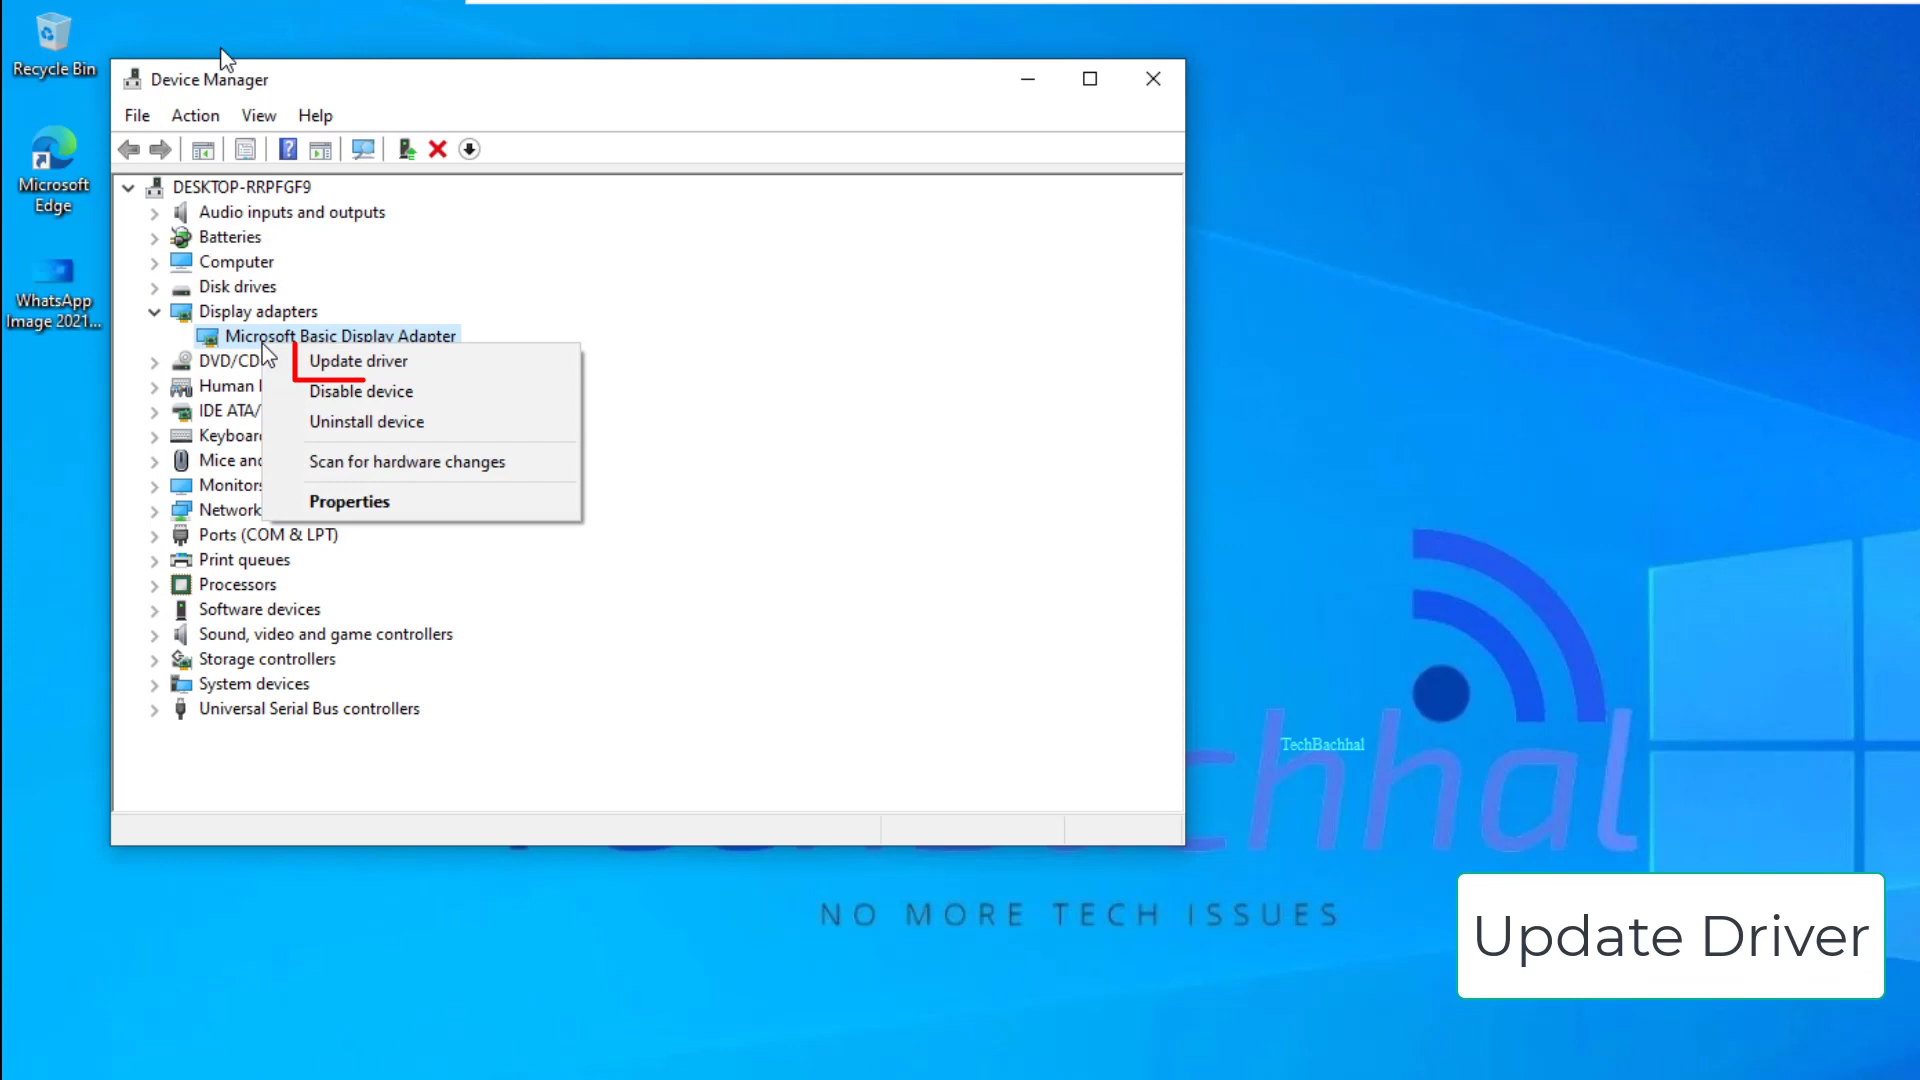 Recycle Bin
Microsoft
Edge
WhatsApp
Image 2021...
Device Manager
File Action View Help
DESKTOP-RRPFGF9
Audio inputs and outputs
Batteries
Computer
Disk drives
Display adapters
Microsoft Basic Display Adapter
DVD/CD
Human
IDE ATA/
Keyboar
Mice and
Monitors
Network
Ports (COM & LPT)
Print queues
Processors
Software devices
Sound, video and game controllers
Storage controllers
System devices
Universal Serial Bus controllers
Update driver
Disable device
Uninstall device
Scan for hardware changes
Properties
TechBachhal
chhal
NO MORE TECH ISSUES
Update Driver